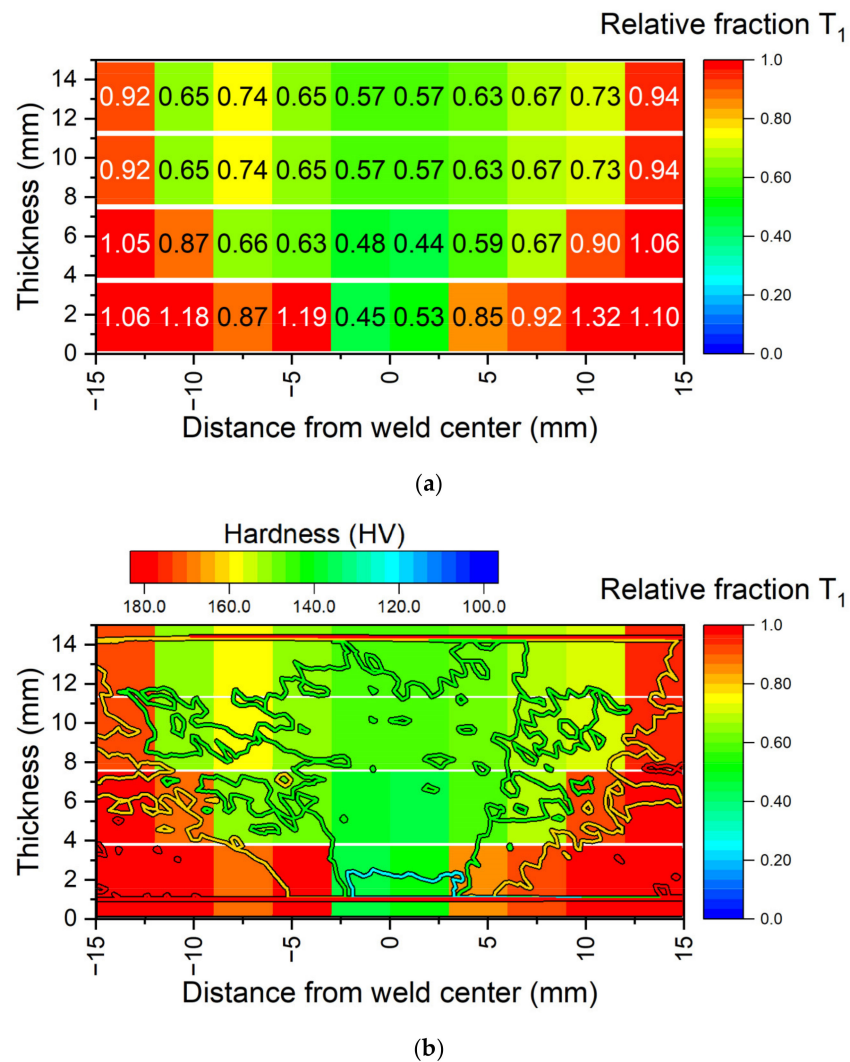 Relative fraction T1
14
12
10
8
6
4
2
0
Thickness (mm)
0.92 0.65 0.74 0.65 0.57 0.57 0.63 0.67 0.73 0.94
0.92 0.65 0.74 0.65 0.57 0.57 0.63 0.67 0.73 0.94
1.05 0.87 0.66 0.63 0.48 0.44 0.59 0.67 0.90 1.06
1.06 1.18 0.87 1.19 0.45 0.53 0.85 0.92 1.32 1.10
1.0
0.80
0.60
0.40
0.20
0.0
−15 −10 −5 0 5 10 15
Distance from weld center (mm)
(a)
Hardness (HV)
180.0 160.0 140.0 120.0 100.0
Relative fraction T1
14
12
10
8
6
4
2
0
Thickness (mm)
1.0
0.80
0.60
0.40
0.20
0.0
−15 −10 −5 0 5 10 15
Distance from weld center (mm)
(b)